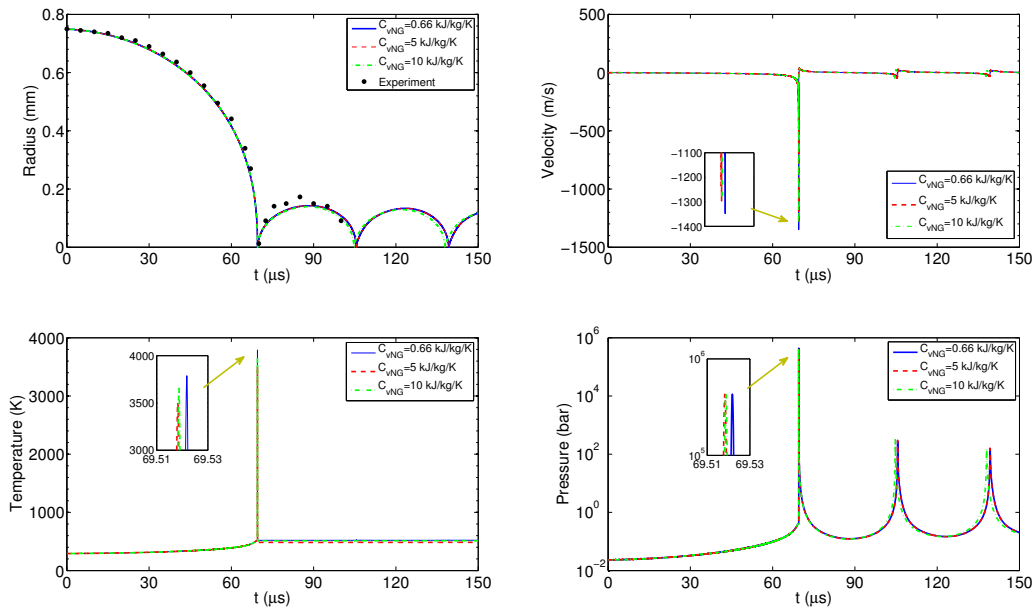 0.8
0.6
0.4
0.2
0
Radius (mm)
0 30 60 90 120 150
t (μs)
C_vNG=0.66 kJ/kg/K
C_vNG=5 kJ/kg/K
C_vNG=10 kJ/kg/K
Experiment
500
0
−500
−1000
−1500
Velocity (m/s)
0 30 60 90 120 150
t (μs)
−1100
−1200
−1300
−1400
C_vNG=0.66 kJ/kg/K
C_vNG=5 kJ/kg/K
C_vNG=10 kJ/kg/K
4000
3000
2000
1000
400
0
Temperature (K)
0 30 60 90 120 150
t (μs)
4000
3500
3000
69.51 69.53
C_vNG=0.66 kJ/kg/K
C_vNG=5 kJ/kg/K
C_vNG=10 kJ/kg/K
10^6
10^4
10^2
10^0
10^−2
Pressure (bar)
0 30 60 90 120 150
t (μs)
10^6
10^5
69.51 69.53
C_vNG=0.66 kJ/kg/K
C_vNG=5 kJ/kg/K
C_vNG=10 kJ/kg/K